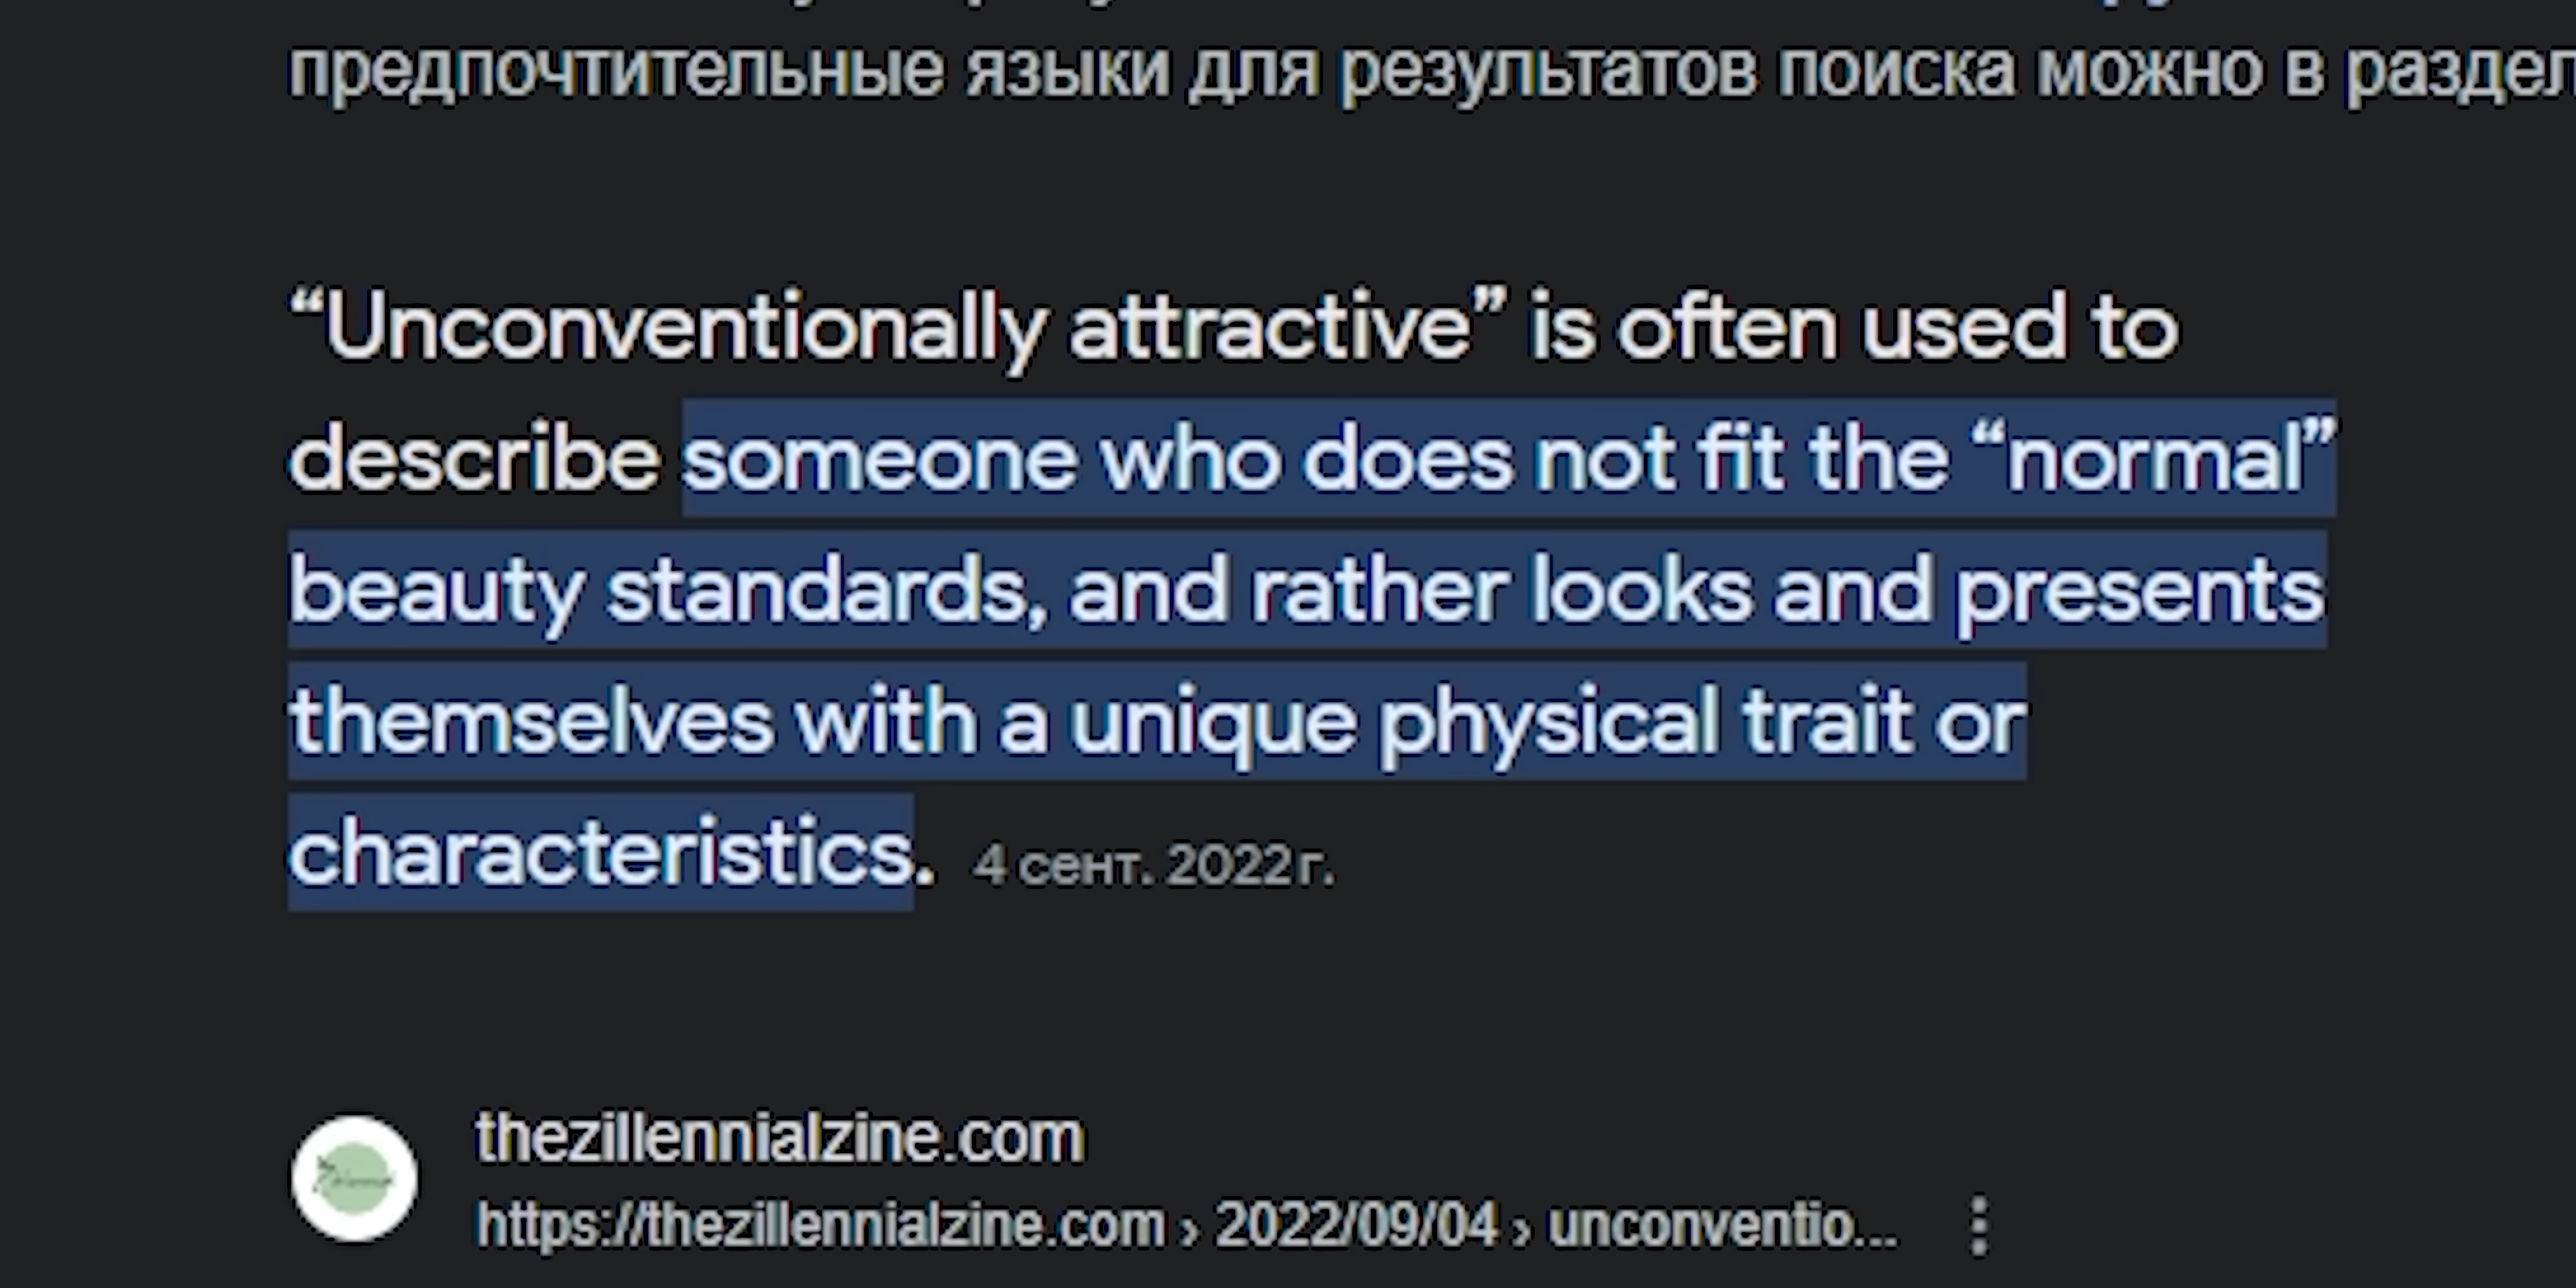 предпочтительные языки для результатов поиска можно в
“Unconventionally attractive” is often used to
describe someone who does not fit the “normal”
beauty standards, and rather looks and presents
themselves with a unique physical trait or
characteristics. 4 сент. 2022 г.
thezillennialzine.com
https://thezillennialzine.com › 2022/09/04 › unconventio...